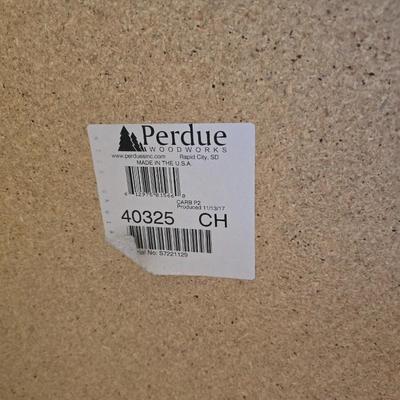 Perdue
WOODWORKS
www.perdueinc.com Rapid City, SD
MADE IN THE U.S.A.
CARB P2
Produced 11/13/17
40325 CH
No: S7221129